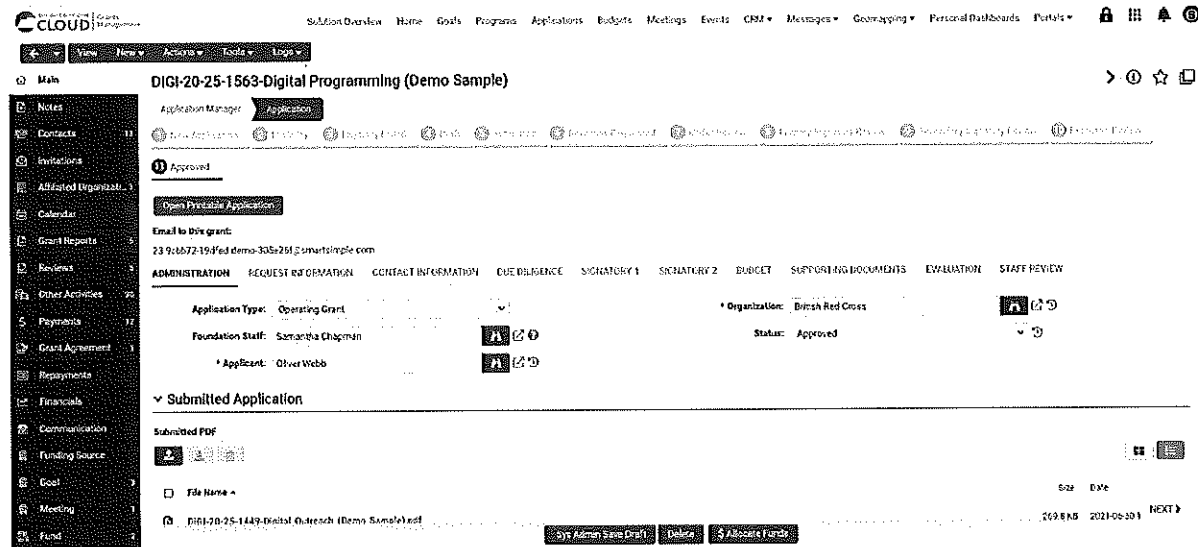 CLOUD Grants Management
Solution Overview Home Goals Programs Applications Budgets Meetings Events CRM Messages Geomapping Personal Dashboards Portals
View New Actions Tools Logs
Main
DIGI-20-25-1563-Digital Programming (Demo Sample)
Notes
Application Manager Application
Contacts 11
Invitations
Approved
Affiliated Organizati...
Calendar
Open Printable Application
Grant Reports
Email to this grant:
Reviews
ADMINISTRATION REQUEST INFORMATION CONTACT INFORMATION DUE DILIGENCE SIGNATORY 1 SIGNATORY 2 BUDGET SUPPORTING DOCUMENTS EVALUATION STAFF REVIEW
Other Activities
Application Type: Operating Grant
* Organization: British Red Cross
Payments
Foundation Staff: Samantha Chapman
Status: Approved
Grant Agreement
* Applicant: Oliver Webb
Repayments
Financials
Submitted Application
Communication
Submitted PDF
Funding Source
Goal
File Name
Size Date
Meeting
DIGI-20-25-1449-Digital Outreach (Demo Sample).pdf
269.8 KB
NEXT
Fund
Sys Admin Save Draft Delete $ Allocate Funds